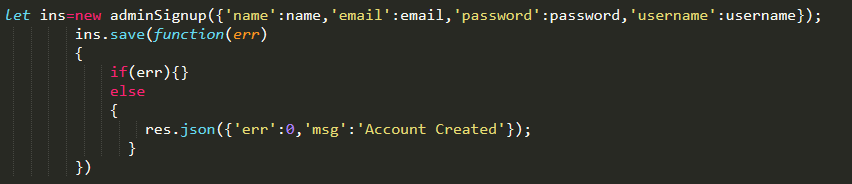 let ins=new adminSignup({'name':name,'email':email,'password':password,'username':username});
ins.save(function(err)
{
if(err){}
else
{
res.json({'err':0,'msg':'Account Created'});
}
})